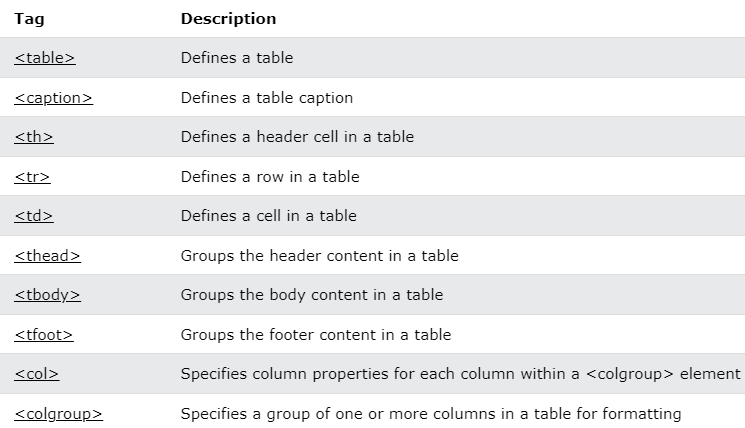 Tag Description
<table> Defines a table
<caption> Defines a table caption
<th> Defines a header cell in a table
<tr> Defines a row in a table
<td> Defines a cell in a table
<thead> Groups the header content in a table
<tbody> Groups the body content in a table
<tfoot> Groups the footer content in a table
<col> Specifies column properties for each column within a <colgroup> element
<colgroup> Specifies a group of one or more columns in a table for formatting